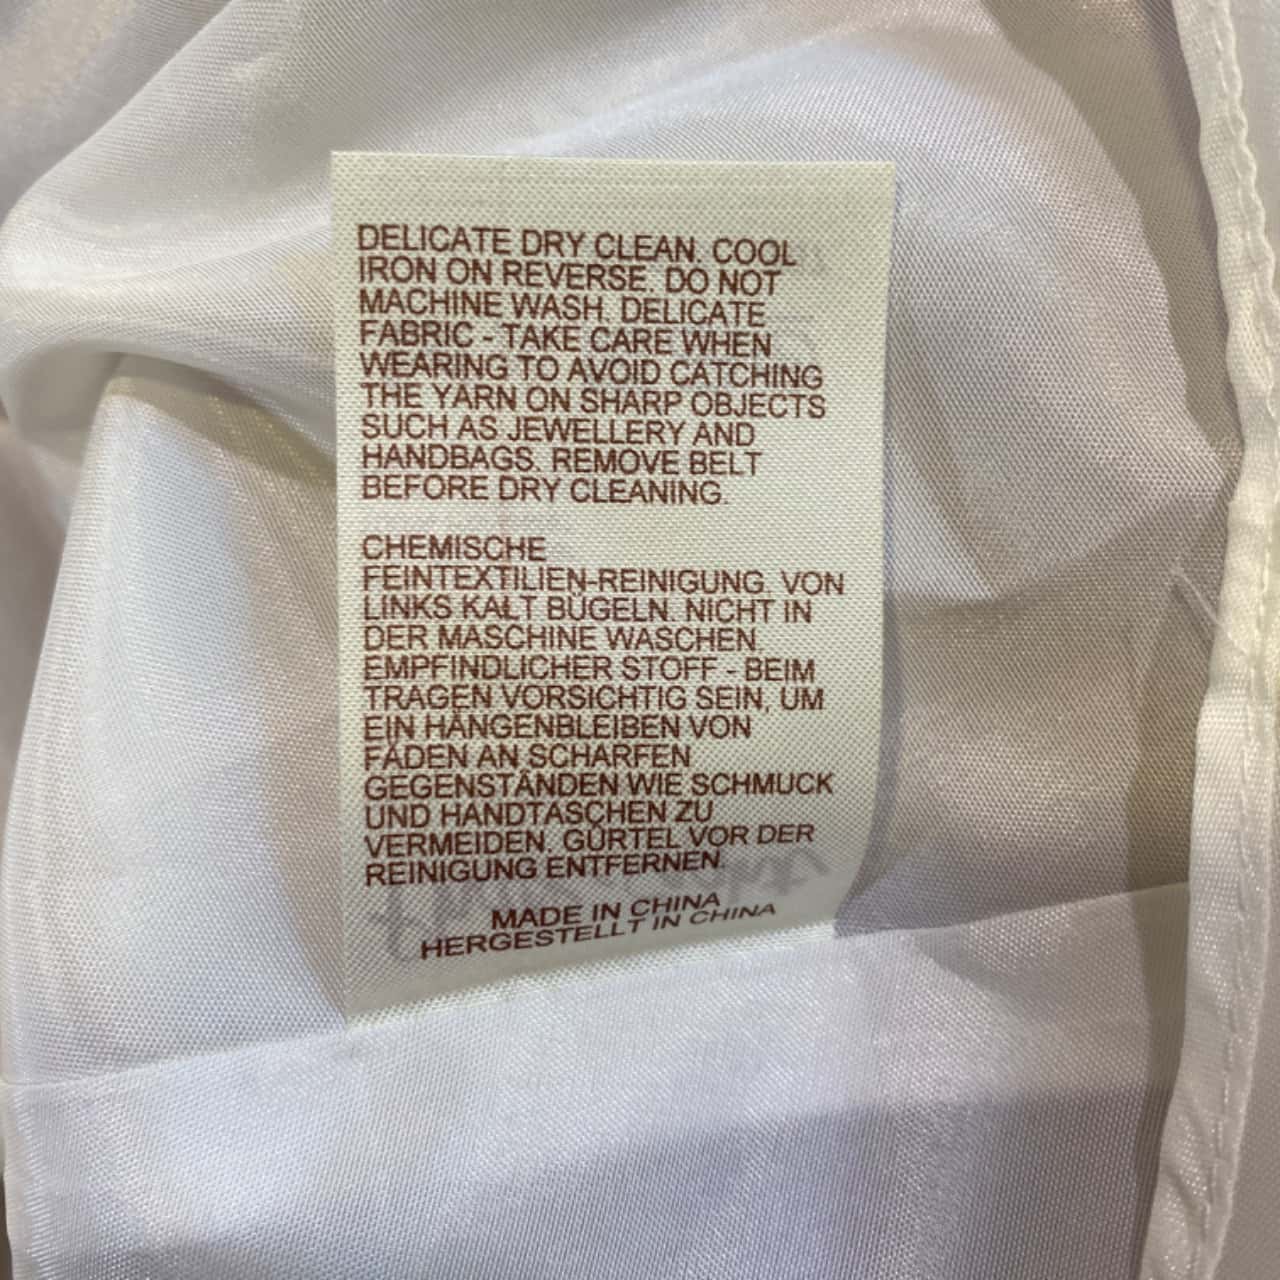 DELICATE DRY CLEAN. COOL
IRON ON REVERSE. DO NOT
MACHINE WASH. DELICATE
FABRIC - TAKE CARE WHEN
WEARING TO AVOID CATCHING
THE YARN ON SHARP OBJECTS
SUCH AS JEWELLERY AND
HANDBAGS. REMOVE BELT
BEFORE DRY CLEANING.
CHEMISCHE
FEINTEXTILIEN-REINIGUNG. VON
LINKS KALT BÜGELN. NICHT IN
DER MASCHINE WASCHEN.
EMPFINDLICHER STOFF - BEIM
TRAGEN VORSICHTIG SEIN, UM
EIN HÄNGENBLEIBEN VON
FÄDEN AN SCHARFEN
GEGENSTÄNDEN WIE SCHMUCK
UND HANDTASCHEN ZU
VERMEIDEN. GÜRTEL VOR DER
REINIGUNG ENTFERNEN
MADE IN CHINA
HERGESTELLT IN CHINA